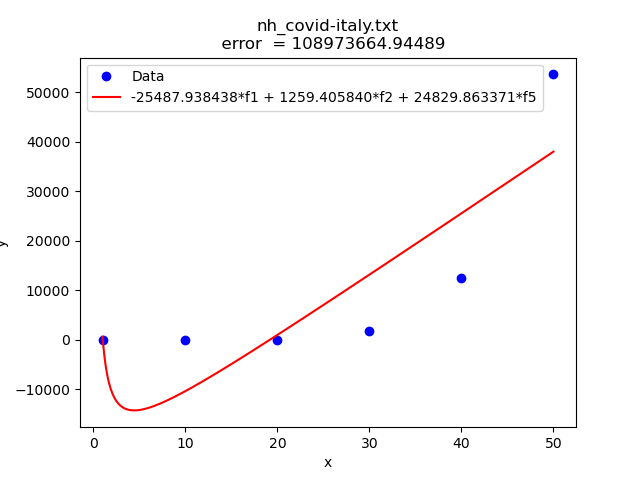 nh_covid-italy.txt
error = 108973664.94489
Data
-25487.938438*f1 + 1259.405840*f2 + 24829.863371*f5
50000
40000
30000
20000
10000
0
−10000
y
0 10 20 30 40 50
x